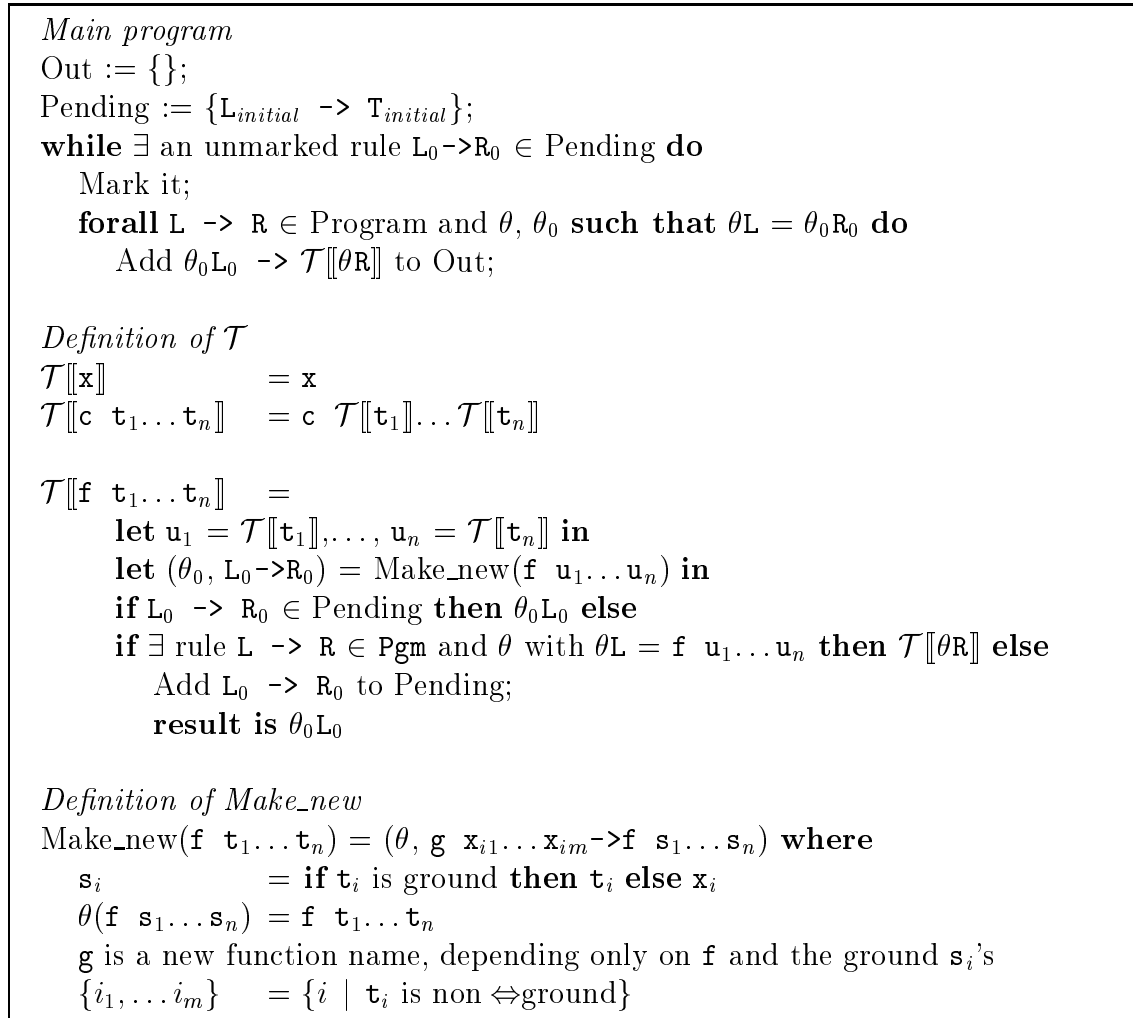 Main program
Out := {};
Pending := {L_initial -> T_initial};
while ∃ an unmarked rule L₀->R₀ ∈ Pending do
Mark it;
forall L -> R ∈ Program and θ, θ₀ such that θL = θ₀R₀ do
Add θ₀L₀ -> 𝒯⟦θR⟧ to Out;
Definition of 𝒯
𝒯⟦x⟧ = x
𝒯⟦c t₁...tₙ⟧ = c 𝒯⟦t₁⟧...𝒯⟦tₙ⟧
𝒯⟦f t₁...tₙ⟧ =
let u₁ = 𝒯⟦t₁⟧,..., uₙ = 𝒯⟦tₙ⟧ in
let (θ₀, L₀->R₀) = Make_new(f u₁...uₙ) in
if L₀ -> R₀ ∈ Pending then θ₀L₀ else
if ∃ rule L -> R ∈ Pgm and θ with θL = f u₁...uₙ then 𝒯⟦θR⟧ else
Add L₀ -> R₀ to Pending;
result is θ₀L₀
Definition of Make_new
Make_new(f t₁...tₙ) = (θ, g x_i1...x_im->f s₁...sₙ) where
sᵢ = if tᵢ is ground then tᵢ else xᵢ
θ(f s₁...sₙ) = f t₁...tₙ
g is a new function name, depending only on f and the ground sᵢ's
{i₁,...iₘ} = {i | tᵢ is non ⇔ground}